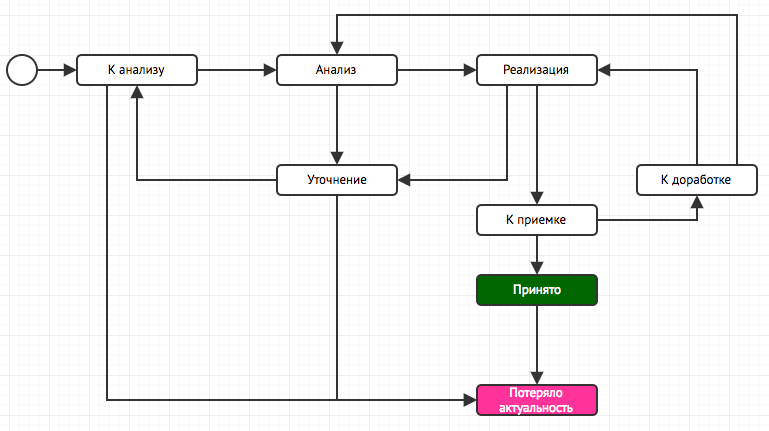 К анализу
Анализ
Реализация
Уточнение
К доработке
К приемке
Принято
Потеряло
актуальность